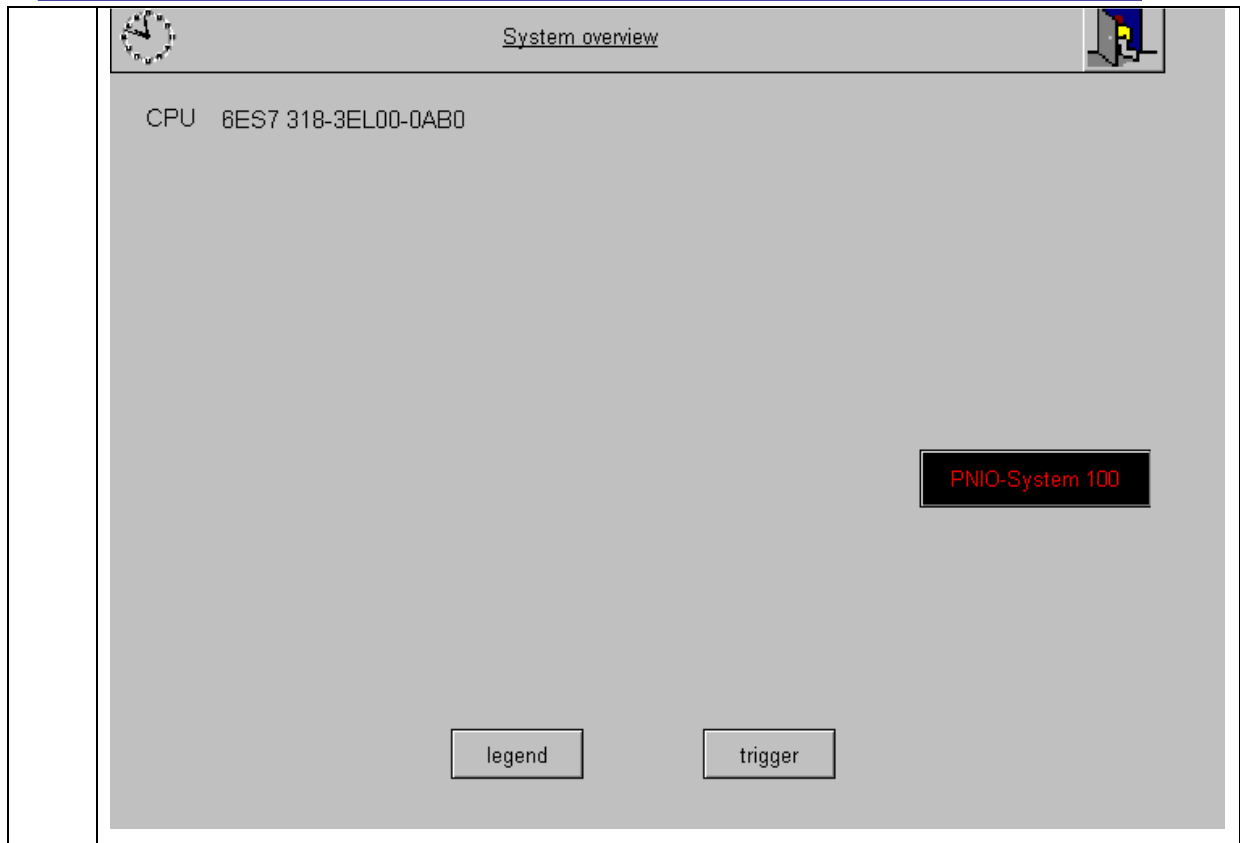 System overview
CPU 6ES7 318-3EL00-0AB0
PNIO-System 100
legend
trigger